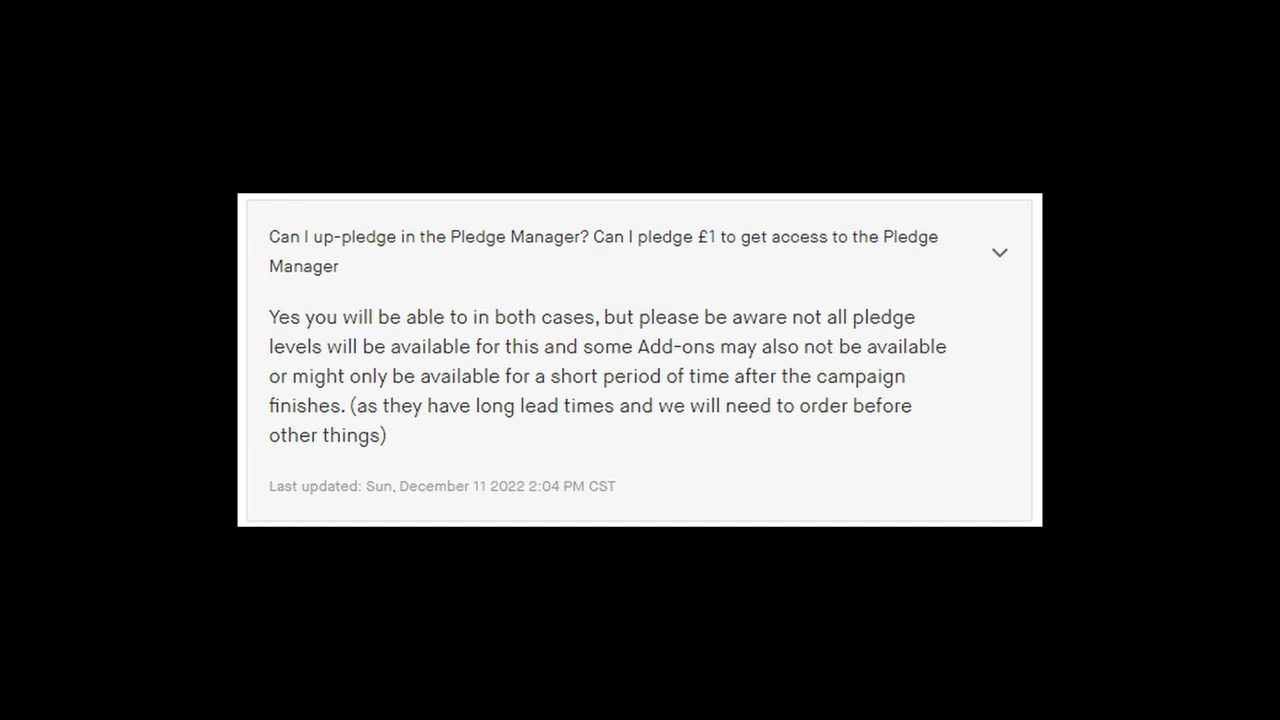 Can I up-pledge in the Pledge Manager? Can I pledge £1 to get access to the Pledge
Manager
Yes you will be able to in both cases, but please be aware not all pledge
levels will be available for this and some Add-ons may also not be available
or might only be available for a short period of time after the campaign
finishes. (as they have long lead times and we will need to order before
other things)
Last updated: Sun, December 11 2022 2:04 PM CST